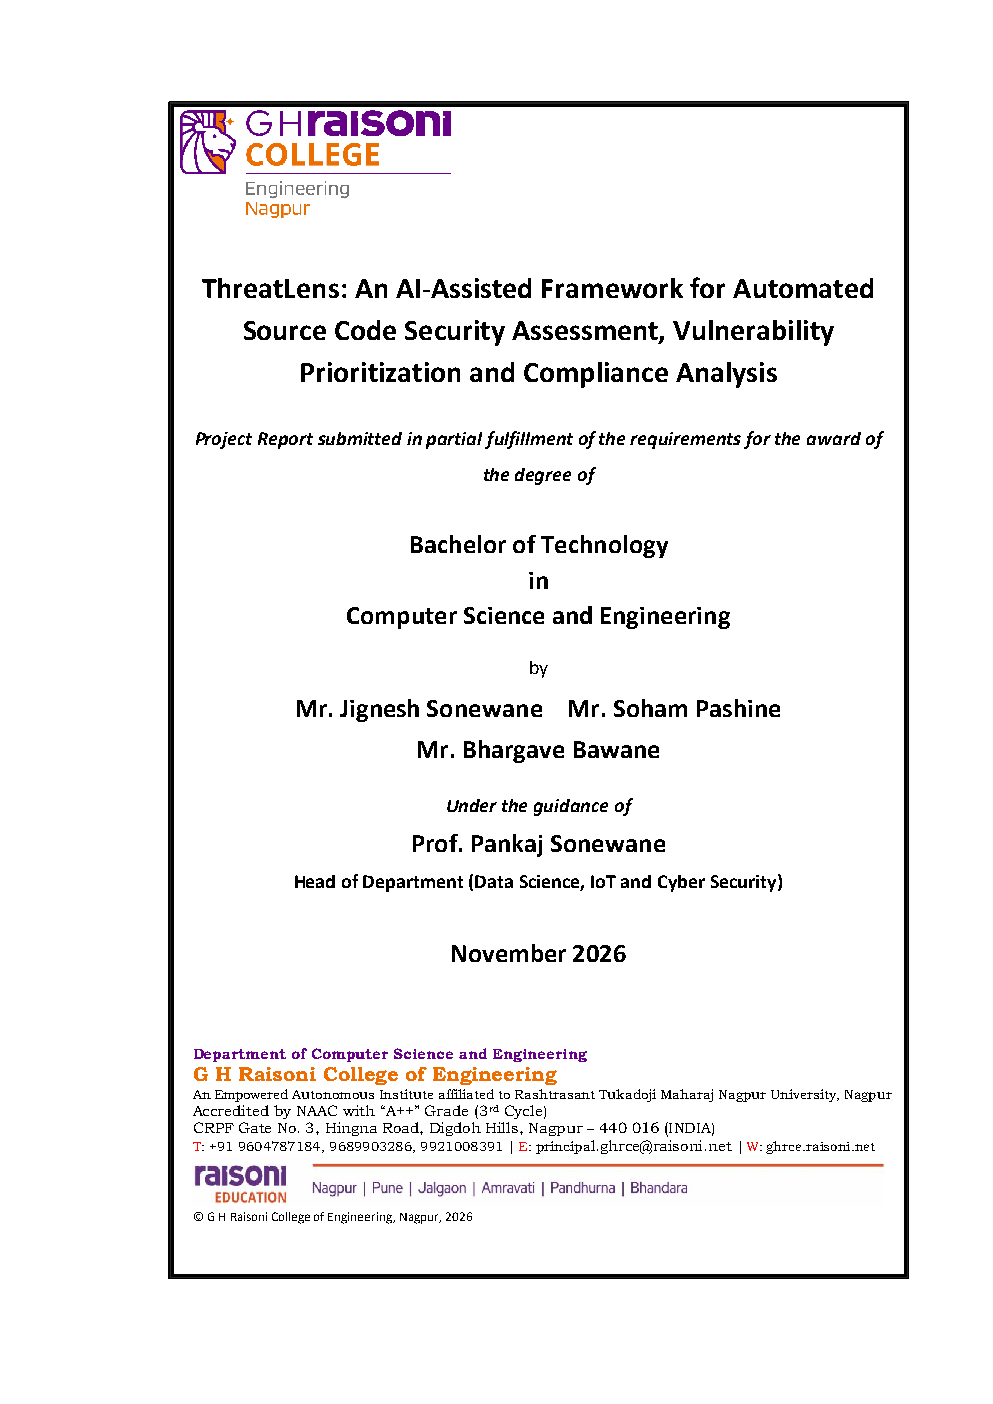 GHraisoni
COLLEGE
Engineering
Nagpur
ThreatLens: An AI-Assisted Framework for Automated
Source Code Security Assessment, Vulnerability
Prioritization and Compliance Analysis
Project Report submitted in partial fulfillment of the requirements for the award of
the degree of
Bachelor of Technology
in
Computer Science and Engineering
by
Mr. Jignesh Sonewane Mr. Soham Pashine
Mr. Bhargave Bawane
Under the guidance of
Prof. Pankaj Sonewane
Head of Department (Data Science, IoT and Cyber Security)
November 2026
Department of Computer Science and Engineering
G H Raisoni College of Engineering
An Empowered Autonomous Institute affiliated to Rashtrasant Tukadoji Maharaj Nagpur University, Nagpur
Accredited by NAAC with “A++” Grade (3rd Cycle)
CRPF Gate No. 3, Hingna Road, Digdoh Hills, Nagpur – 440 016 (INDIA)
T: +91 9604787184, 9689903286, 9921008391 | E: principal.ghrce@raisoni.net | W: ghrce.raisoni.net
raisoni
EDUCATION
Nagpur | Pune | Jalgaon | Amravati | Pandhurna | Bhandara
© G H Raisoni College of Engineering, Nagpur, 2026